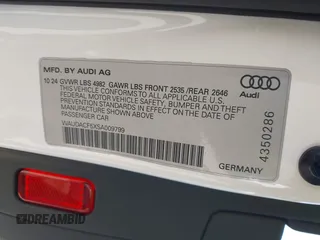 MFD. BY AUDI AG
10 24 GVWR LBS 4982 GAWR LBS FRONT 2535 /REAR 2646
THIS VEHICLE CONFORMS TO ALL APPLICABLE U.S.
FEDERAL MOTOR VEHICLE SAFETY, BUMPER AND THEFT
PREVENTION STANDARDS IN EFFECT ON THE DATE OF
MANUFACTURE SHOWN ABOVE
PASSENGER CAR
WAUDACF5XSA009799
Audi
4350286
GERMANY
DREAMBID